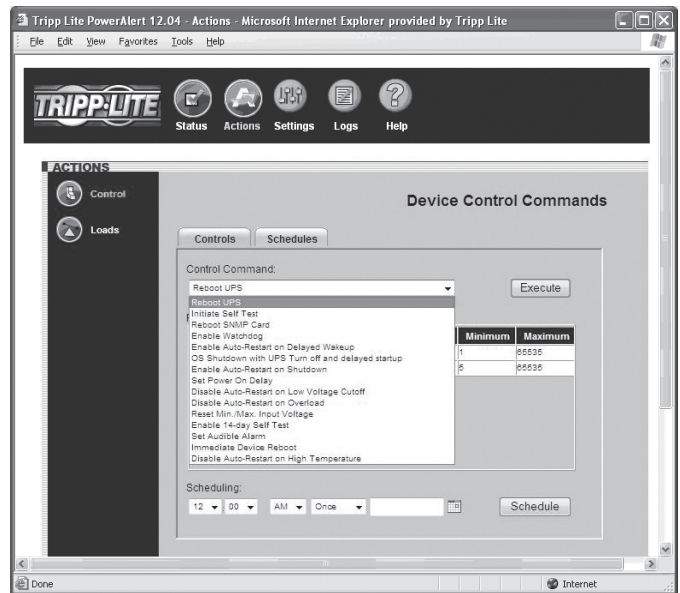 Tripp Lite PowerAlert 12.04 - Actions - Microsoft Internet Explorer provided by Tripp Lite
File Edit View Favorites Tools Help
TRIPP·LITE
Status Actions Settings Logs Help
ACTIONS
Control
Loads
Device Control Commands
Controls Schedules
Control Command:
Reboot UPS
Execute
Reboot UPS
Initiate Self Test
Reboot SNMP Card
Enable Watchdog
Enable Auto-Restart on Delayed Wakeup
OS Shutdown with UPS Turn off and delayed startup
Enable Auto-Restart on Shutdown
Set Power On Delay
Disable Auto-Restart on Low Voltage Cutoff
Disable Auto-Restart on Overload
Reset Min./Max. Input Voltage
Enable 14-day Self Test
Set Audible Alarm
Immediate Device Reboot
Disable Auto-Restart on High Temperature
Minimum Maximum
1 65535
5 65535
Scheduling:
12 00 AM Once
Schedule
Done
Internet